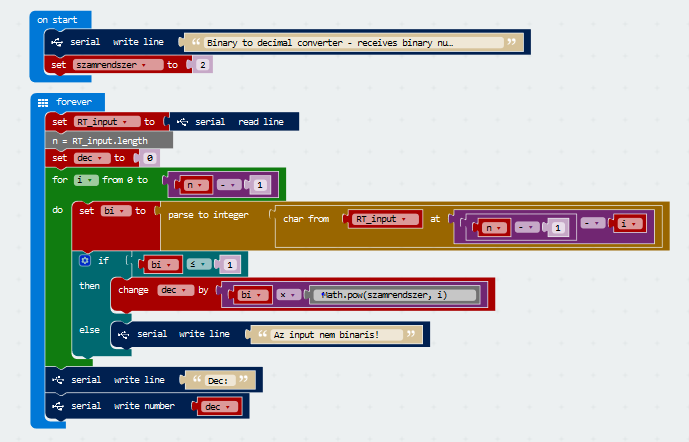 on start
serial write line “ Binary to decimal converter - receives binary nu… ”
set szamrendszer to 2
forever
set RT_input to serial read line
n = RT_input.length
set dec to 0
for i from 0 to n - 1
do set bi to parse to integer char from RT_input at n - 1 - i
if bi ≤ 1
then change dec by bi × Math.pow(szamrendszer, i)
else serial write line “ Az input nem binaris! ”
serial write line “ Dec: ”
serial write number dec